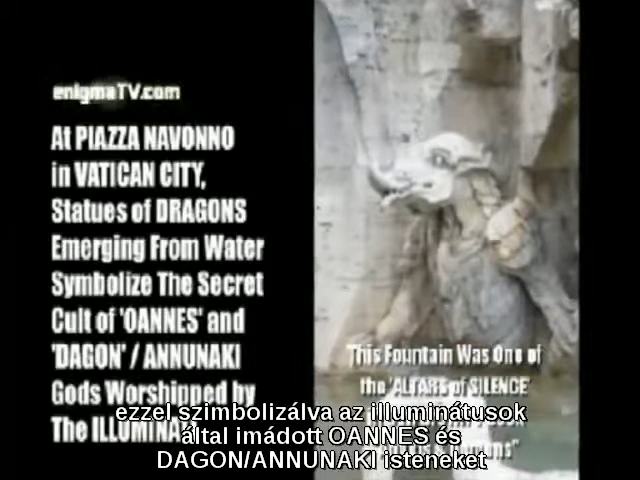 enigmaTV.com
At PIAZZA NAVONNO
in VATICAN CITY,
Statues of DRAGONS
Emerging From Water
Symbolize The Secret
Cult of 'OANNES' and
'DAGON' / ANNUNAKI
Gods Worshipped by
The ILLUMINA
This Fountain Was One of
the 'ALTARS of SILENCE'
ezzel szimbolizálva az illuminátusok
által imádott OANNES és
DAGON/ANNUNAKI isteneket